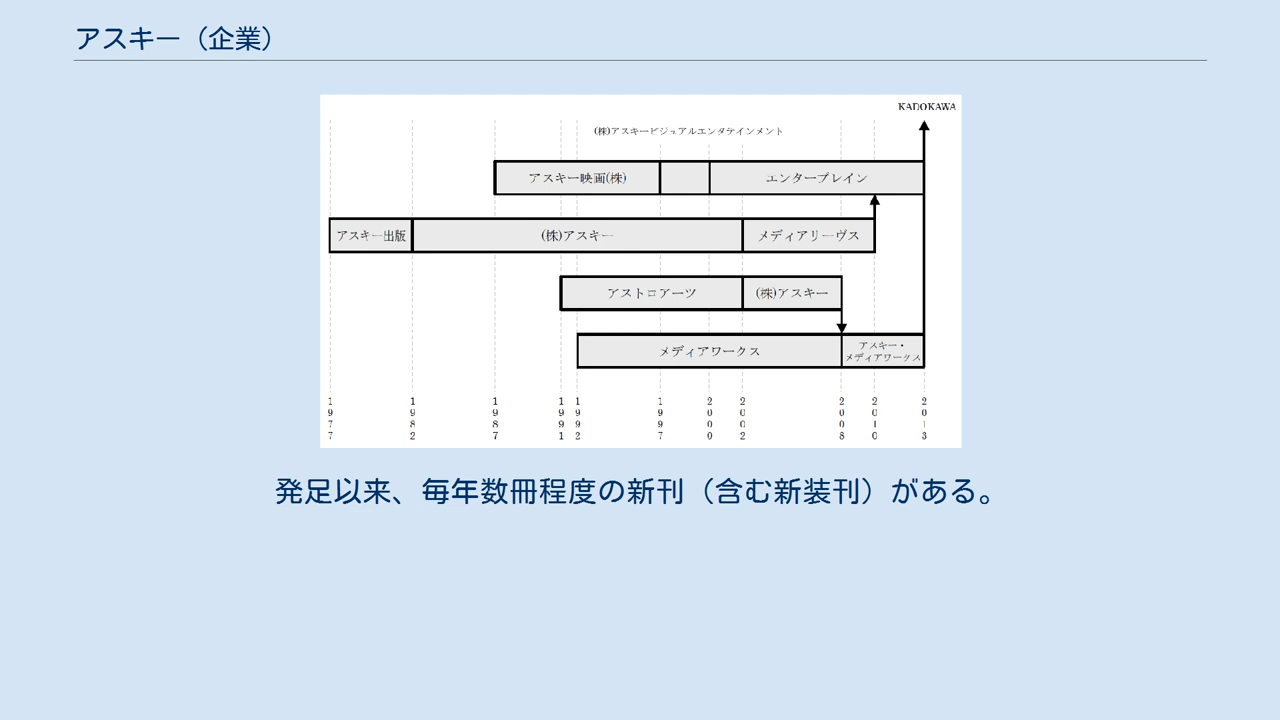 アスキー（企業）
KADOKAWA
(株)アスキービジュアルエンタテインメント
アスキー映画(株)
エンターブレイン
アスキー出版
(株)アスキー
メディアリーヴス
アストロアーツ
(株)アスキー
メディアワークス
アスキー・
メディアワークス
1977
1982
1987
1991
1992
1997
2000
2002
2008
2010
2013
発足以来、毎年数冊程度の新刊（含む新装刊）がある。